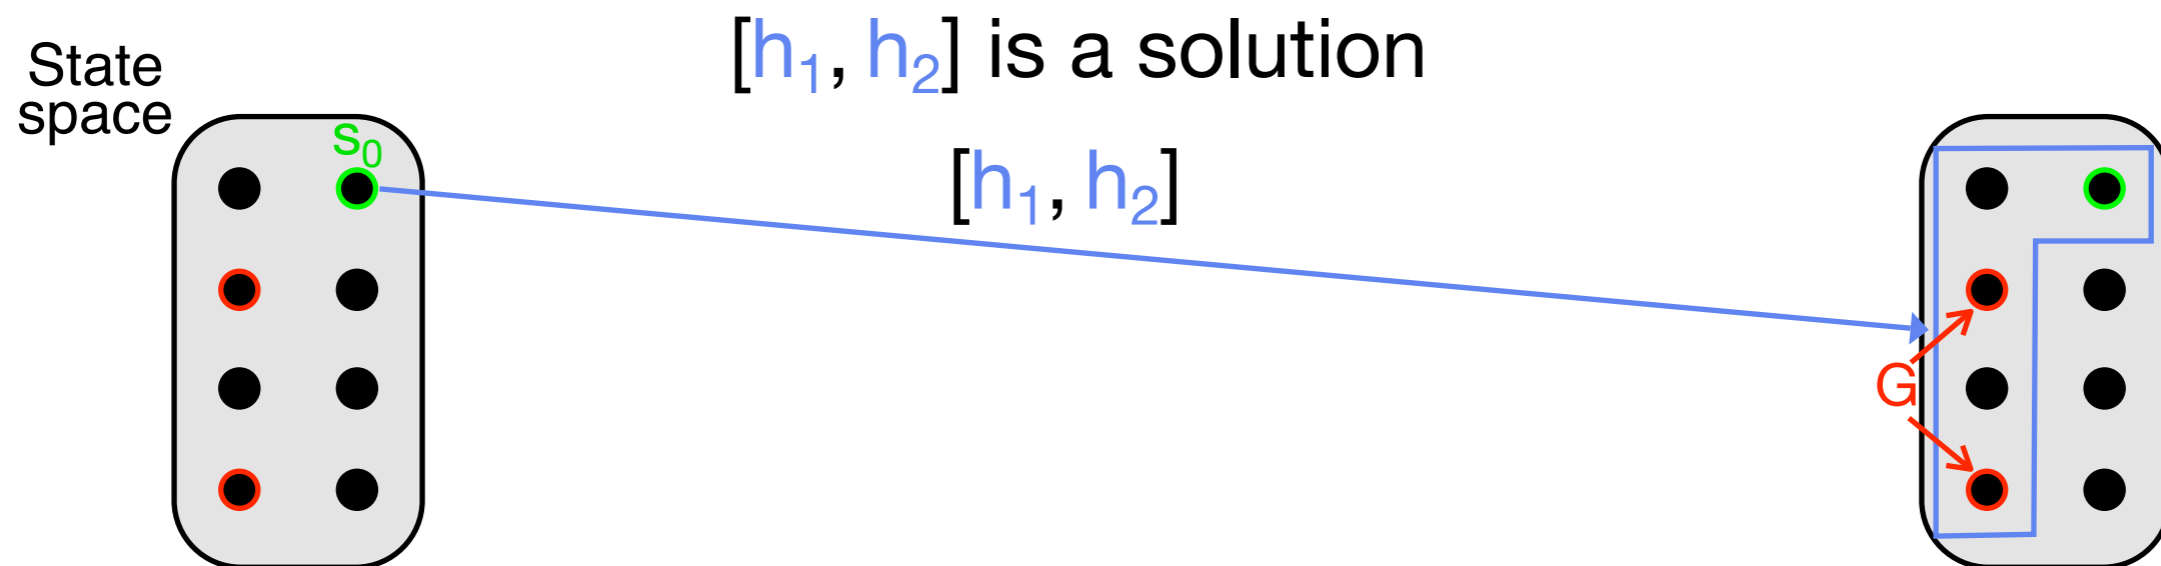 [h₁, h₂] is a solution
State
space
s₀
[h₁, h₂]
G